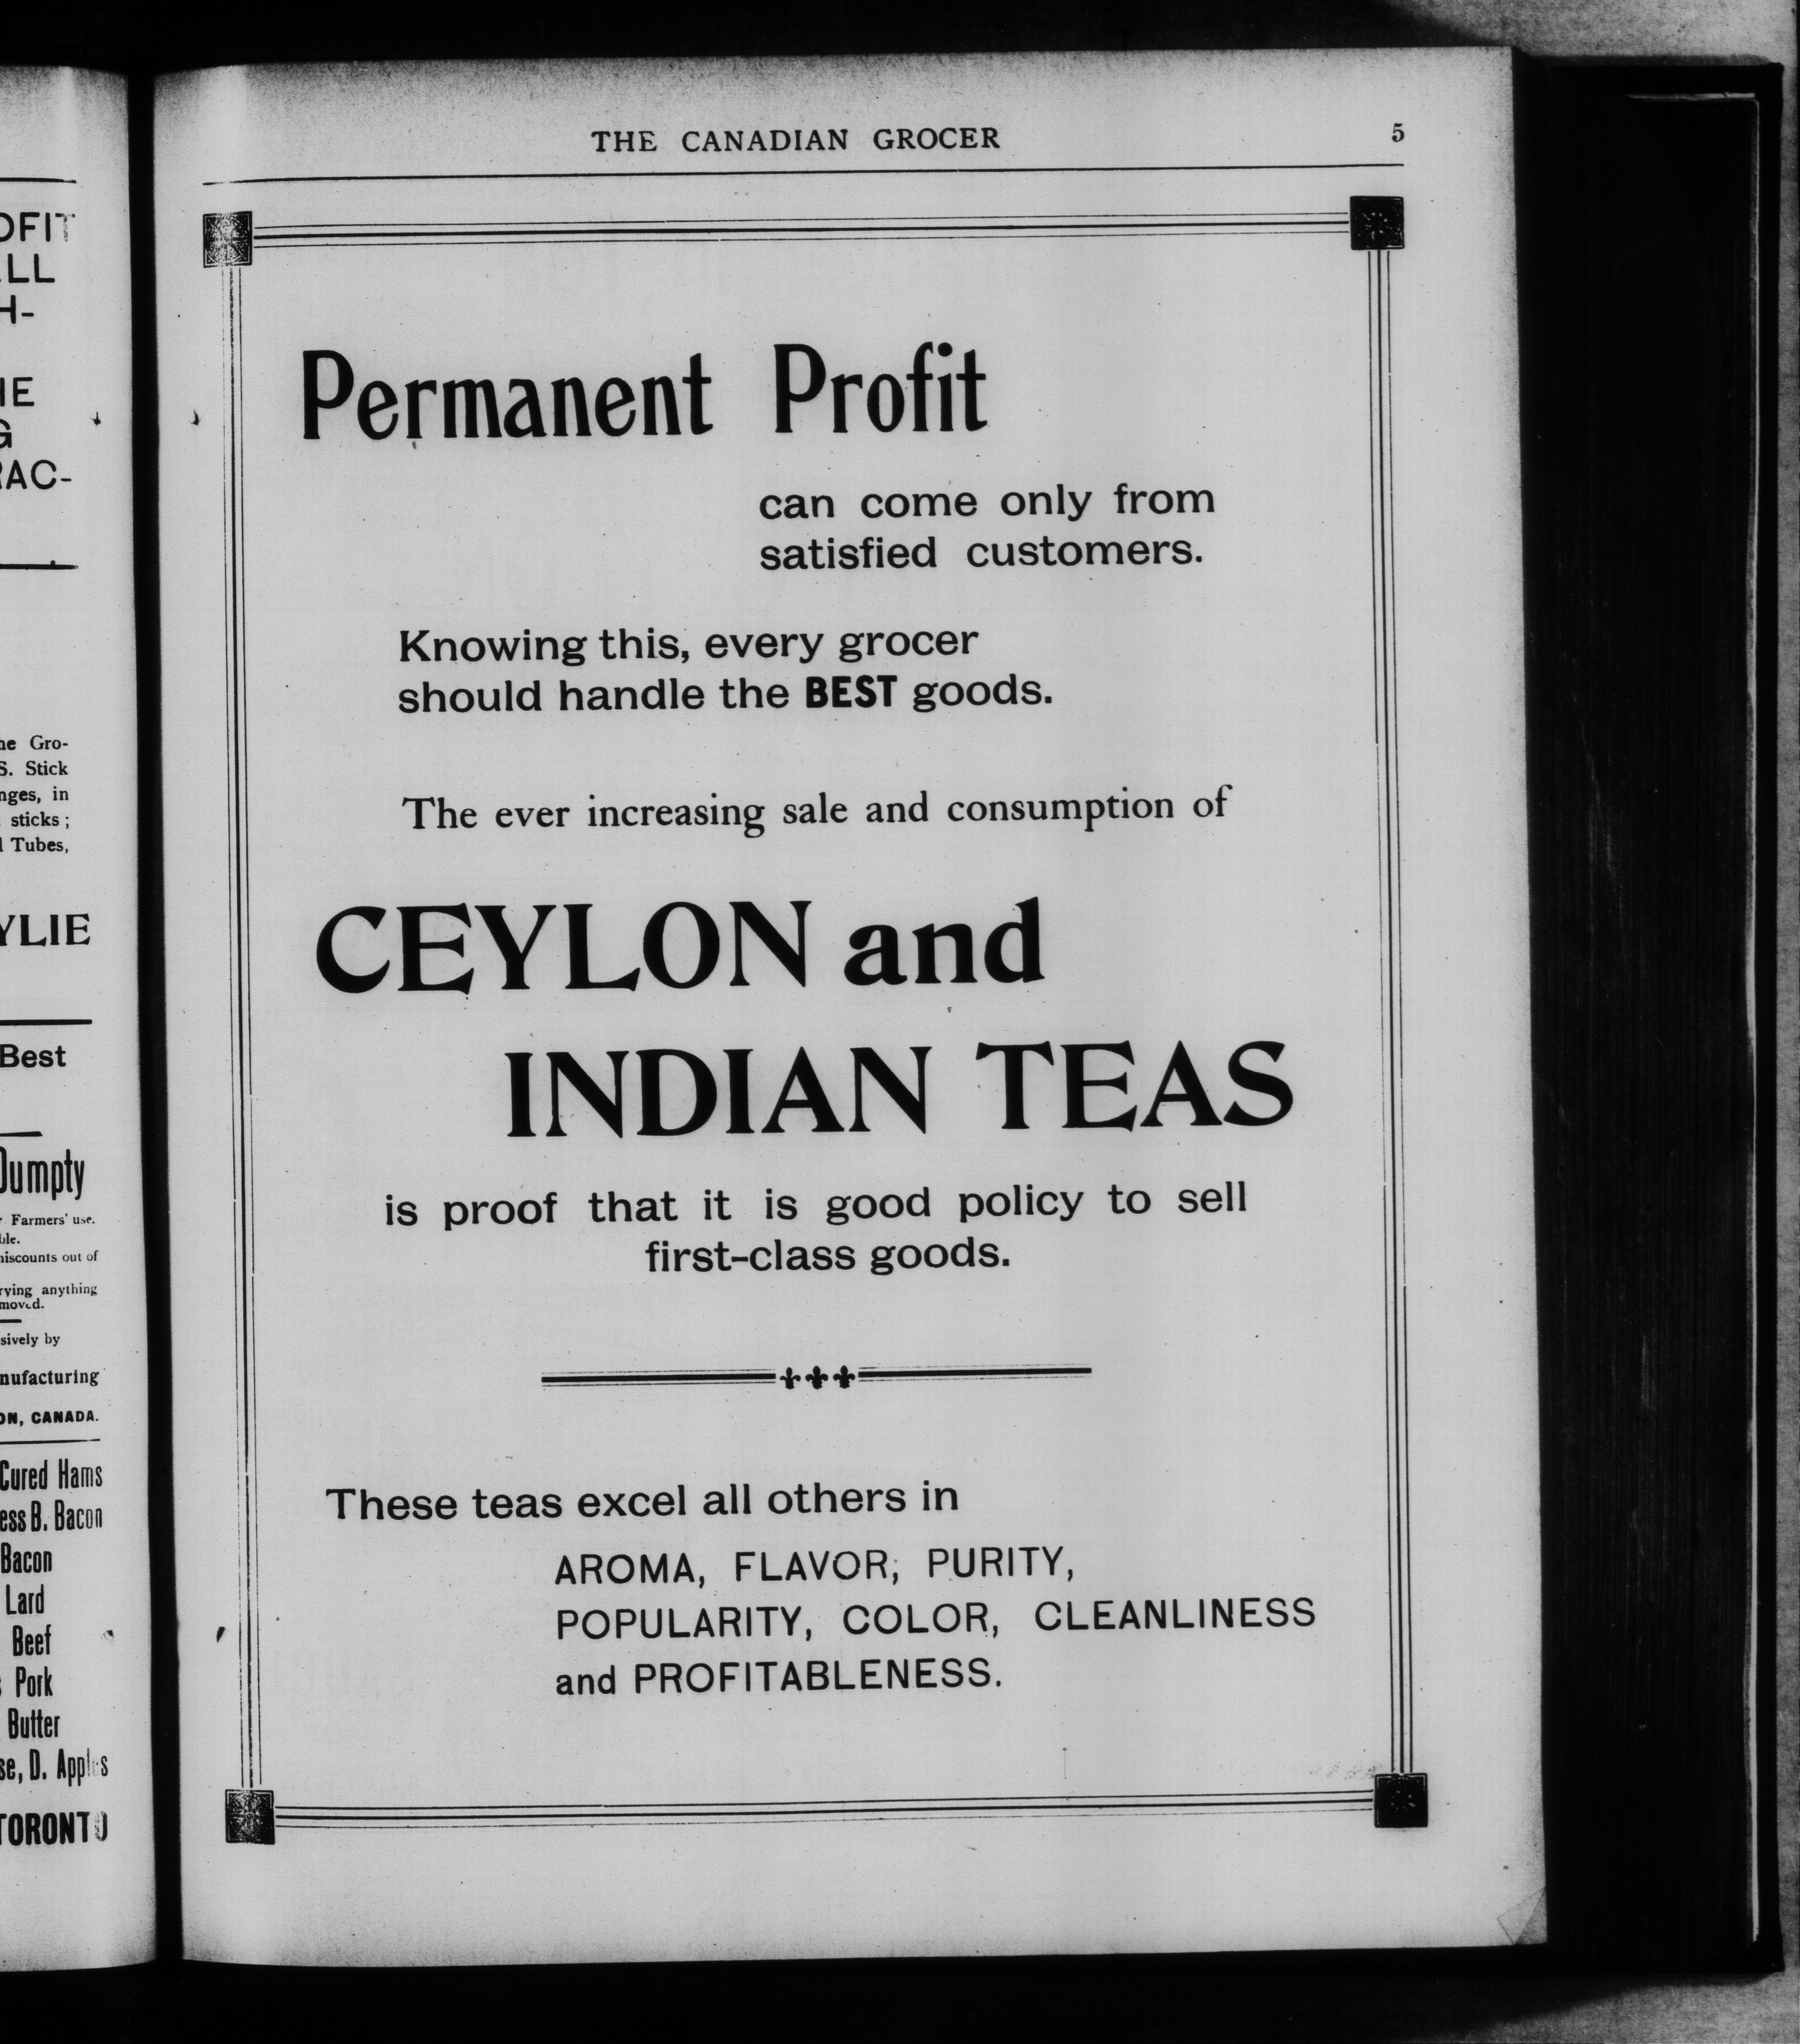 OFIT
LL
H-
HE
G
RAC-
he Gro-
S. Stick
nges, in
sticks ;
d Tubes,
YLIE
Best
Dumpty
r Farmers' use.
ble.
niscounts out of
rrying anything
moved.
sively by
nufacturing
ON, CANADA.
Cured Hams
ess B. Bacon
Bacon
Lard
Beef
Pork
Butter
se, D. Apples
TORONTO
THE CANADIAN GROCER 5
Permanent Profit
can come only from
satisfied customers.
Knowing this, every grocer
should handle the BEST goods.
The ever increasing sale and consumption of
CEYLON and
INDIAN TEAS
is proof that it is good policy to sell
first-class goods.
These teas excel all others in
AROMA, FLAVOR, PURITY,
POPULARITY, COLOR, CLEANLINESS
and PROFITABLENESS.